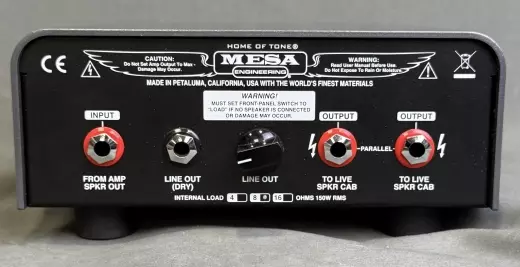 HOME OF TONE®
CE
CAUTION:
Do Not Set Amp Output To Max -
Damage May Occur.
MESA
ENGINEERING
WARNING:
Read User Manual Before Use.
Do Not Expose To Rain Or Moisture.
MADE IN PETALUMA, CALIFORNIA, USA WITH THE WORLD'S FINEST MATERIALS
WARNING!
MUST SET FRONT-PANEL SWITCH TO
"LOAD" IF NO SPEAKER IS CONNECTED
OR DAMAGE MAY OCCUR.
INPUT
OUTPUT
OUTPUT
PARALLEL
FROM AMP
SPKR OUT
LINE OUT
(DRY)
LINE OUT
TO LIVE
SPKR CAB
TO LIVE
SPKR CAB
INTERNAL LOAD 4 8 16 OHMS 150W RMS